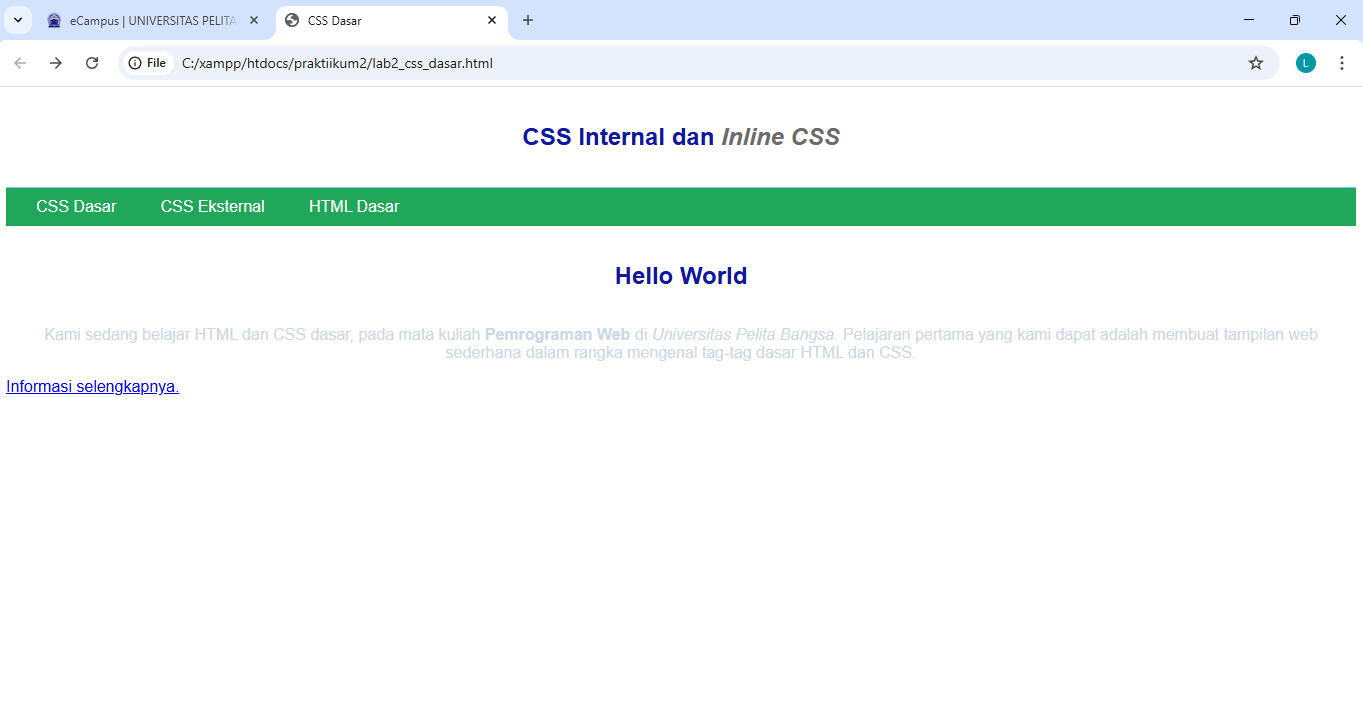 eCampus | UNIVERSITAS PELITA
CSS Dasar
File C:/xampp/htdocs/praktiikum2/lab2_css_dasar.html
L
CSS Internal dan Inline CSS
CSS Dasar CSS Eksternal HTML Dasar
Hello World
Kami sedang belajar HTML dan CSS dasar, pada mata kuliah Pemrograman Web di Universitas Pelita Bangsa. Pelajaran pertama yang kami dapat adalah membuat tampilan web
sederhana dalam rangka mengenal tag-tag dasar HTML dan CSS.
Informasi selengkapnya.